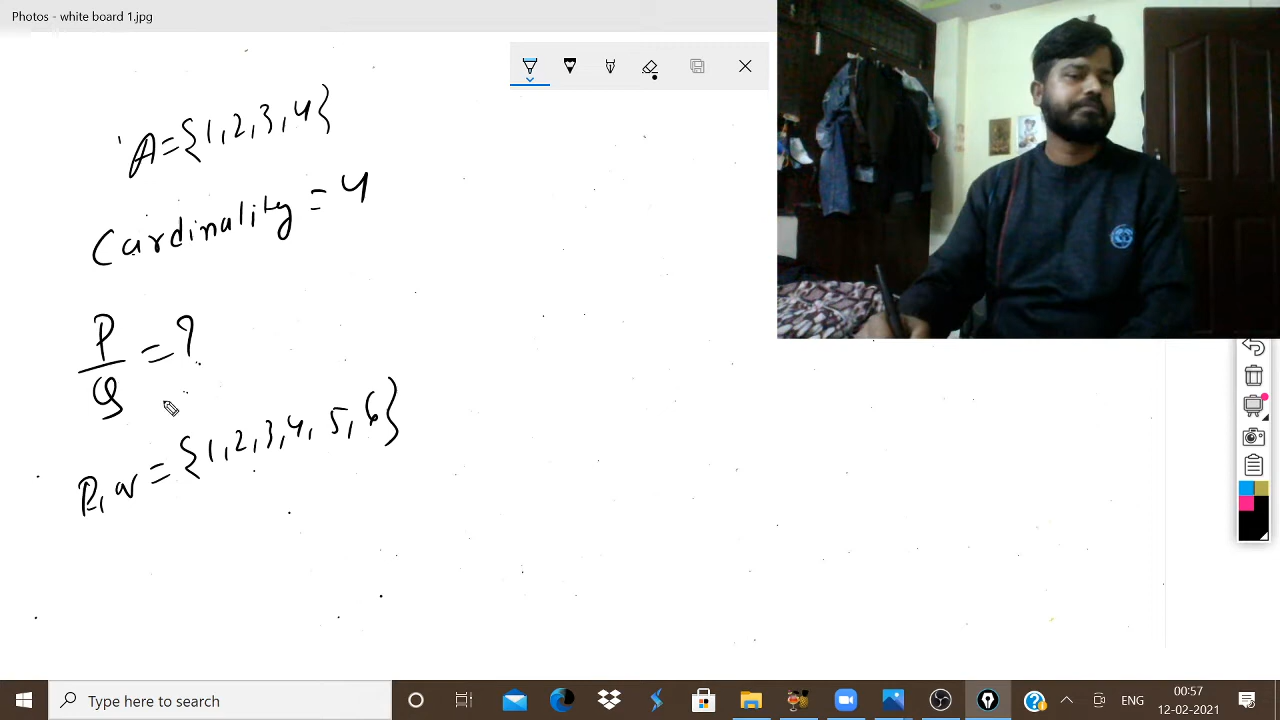 Photos - white board 1.jpg
A={1,2,3,4}
Cardinality = 4
P/Q = ?
= {1,2,3,4,5,6}
Type here to search
ENG
00:57
12-02-2021